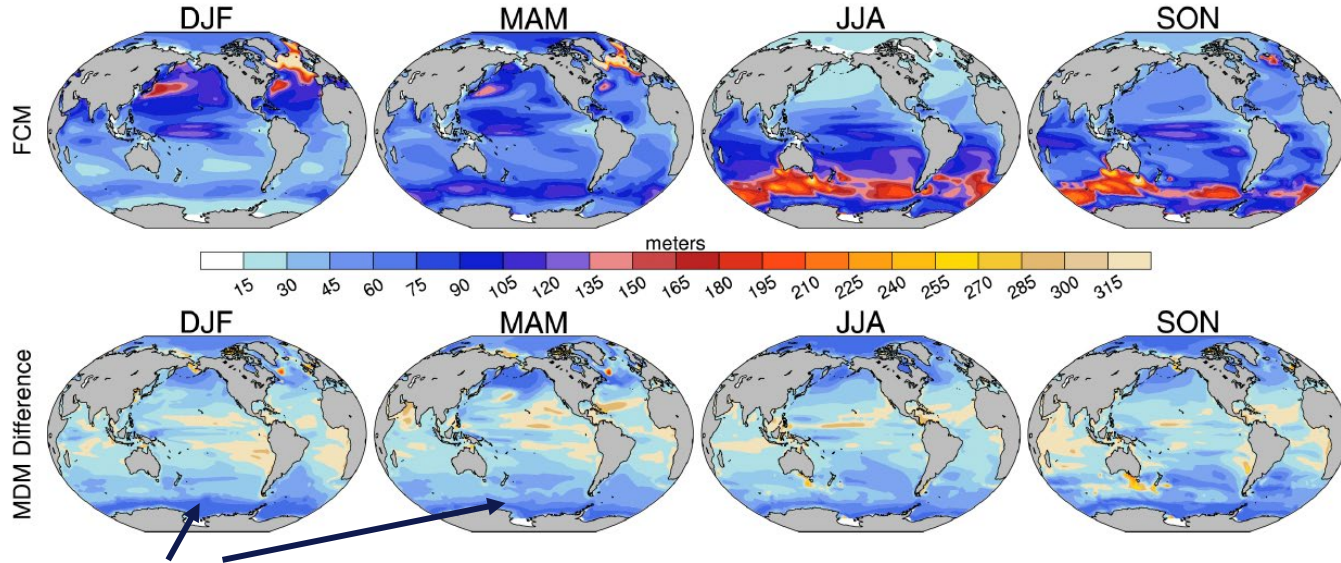 DJF MAM JJA SON
FCM
meters
15 30 45 60 75 90 105 120 135 150 165 180 195 210 225 240 255 270 285 300 315
DJF MAM JJA SON
MDM Difference